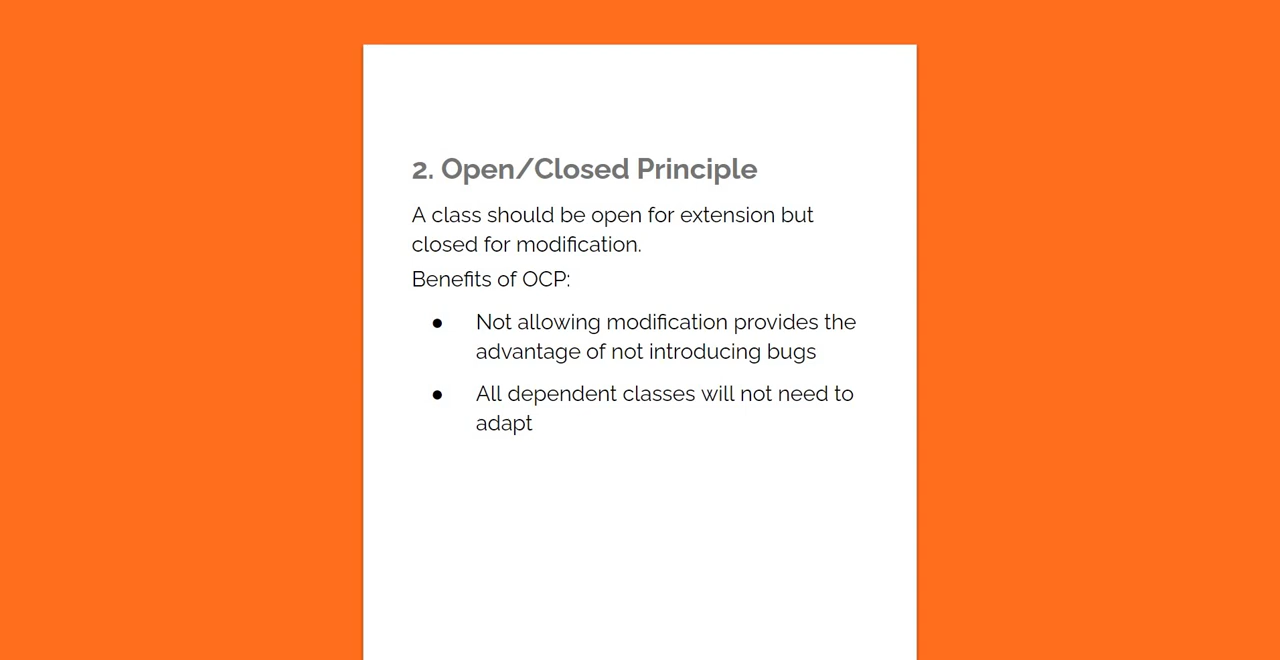 2. Open/Closed Principle
A class should be open for extension but
closed for modification.
Benefits of OCP:
● Not allowing modification provides the
advantage of not introducing bugs
● All dependent classes will not need to
adapt